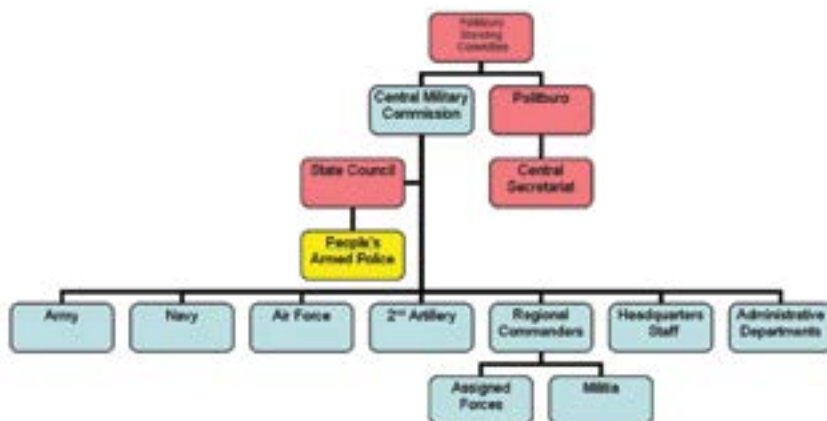 Politburo
Standing
Committee
Central Military
Commission
Politburo
State Council
Central
Secretariat
People's
Armed Police
Army
Navy
Air Force
2nd Artillery
Regional
Commanders
Headquarters
Staff
Administrative
Departments
Assigned
Forces
Militia